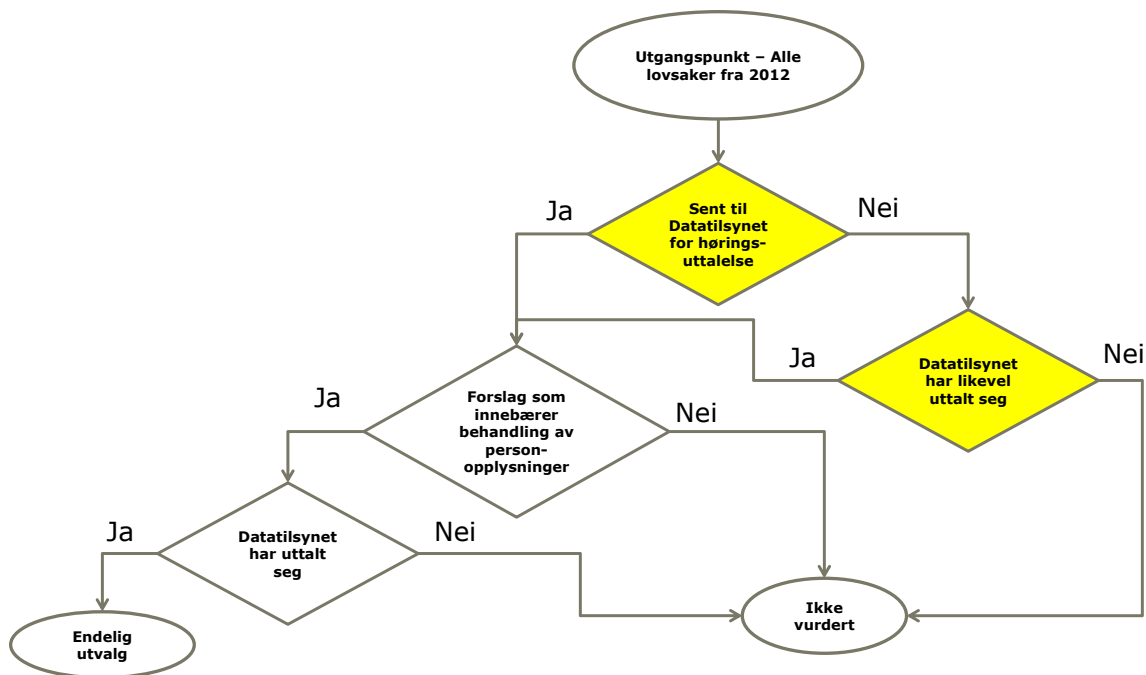 Utgangspunkt – Alle
lovsaker fra 2012
Ja
Nei
Sent til
Datatilsynet
for hørings-
uttalelse
Ja
Nei
Datatilsynet
har likevel
uttalt seg
Ja
Nei
Forslag som
innebærer
behandling av
person-
opplysninger
Ja
Nei
Datatilsynet
har uttalt
seg
Ikke
vurdert
Endelig
utvalg